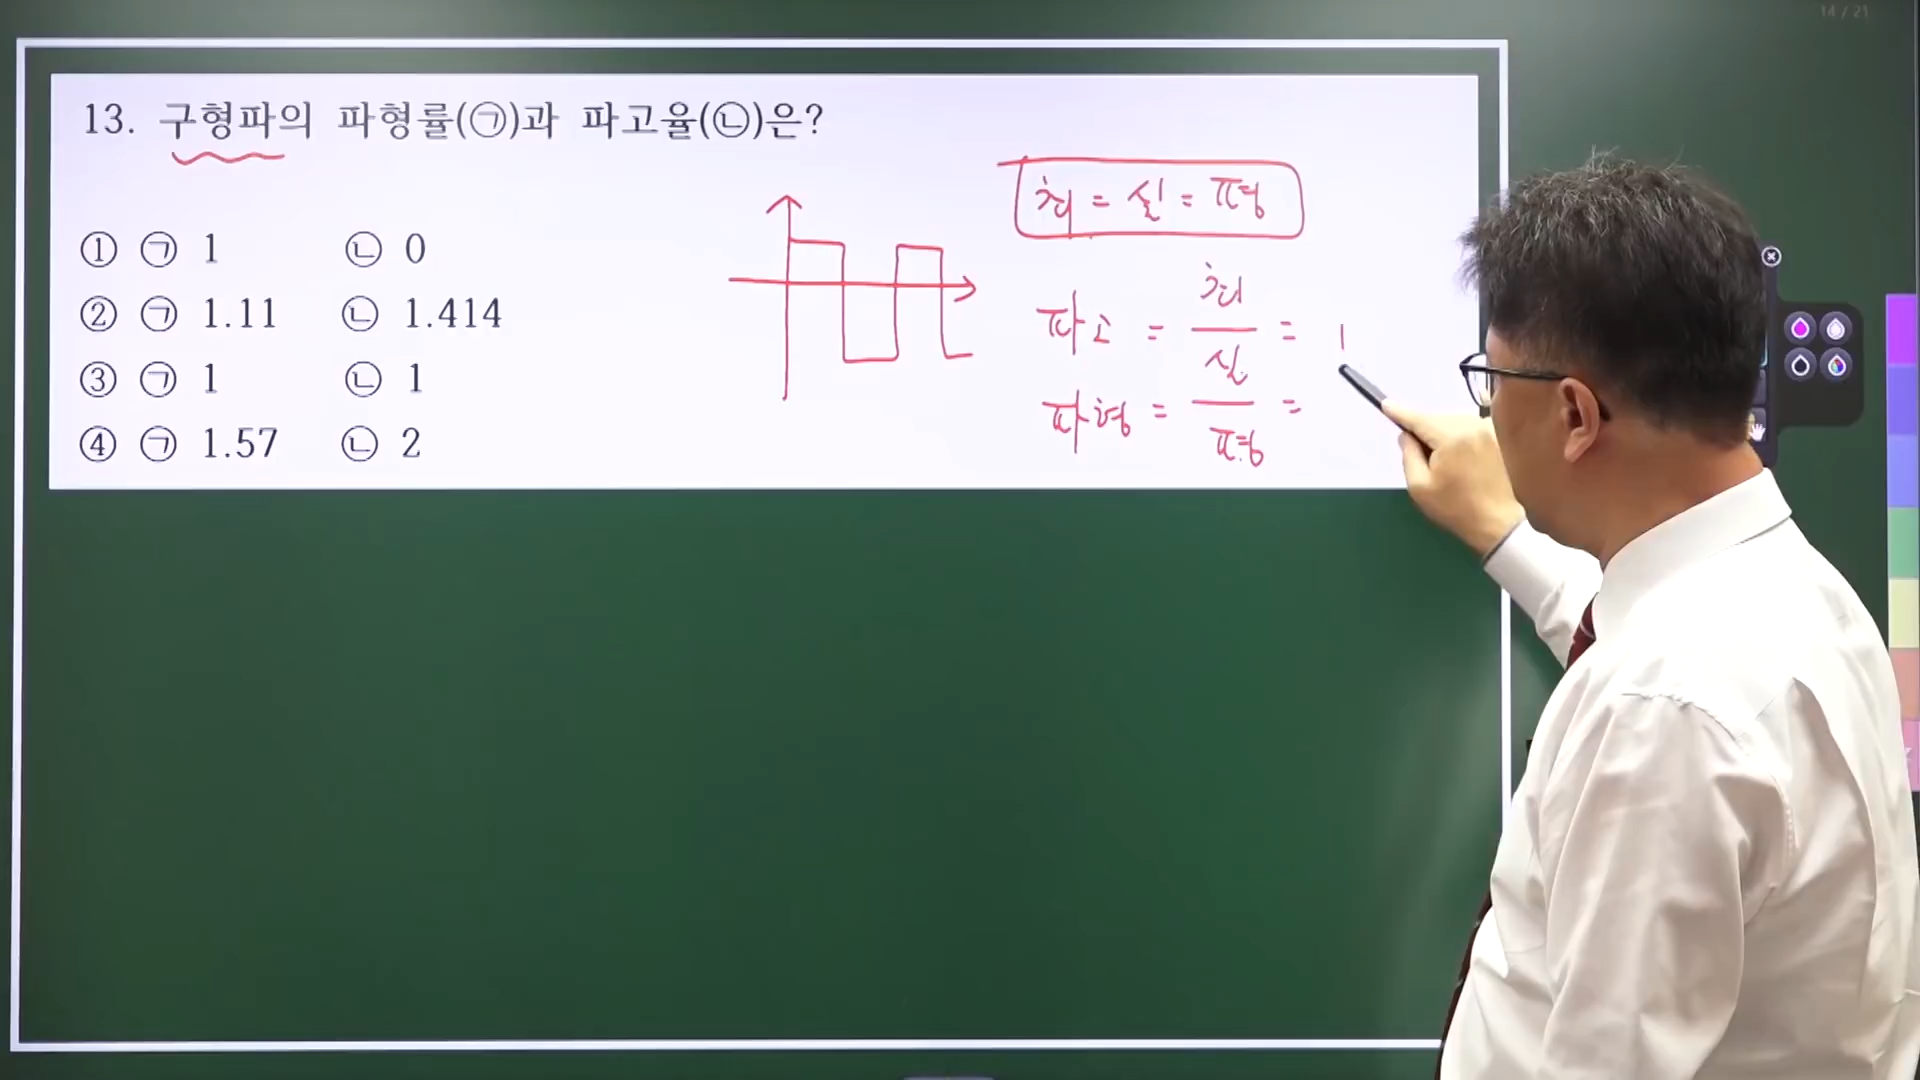 14 / 21
13. 구형파의 파형률(㉠)과 파고율(㉡)은?
① ㉠ 1 ㉡ 0
② ㉠ 1.11 ㉡ 1.414
③ ㉠ 1 ㉡ 1
④ ㉠ 1.57 ㉡ 2
최 = 실 = 평
파고 = 최/실 = 1
파형 = 실/평 =